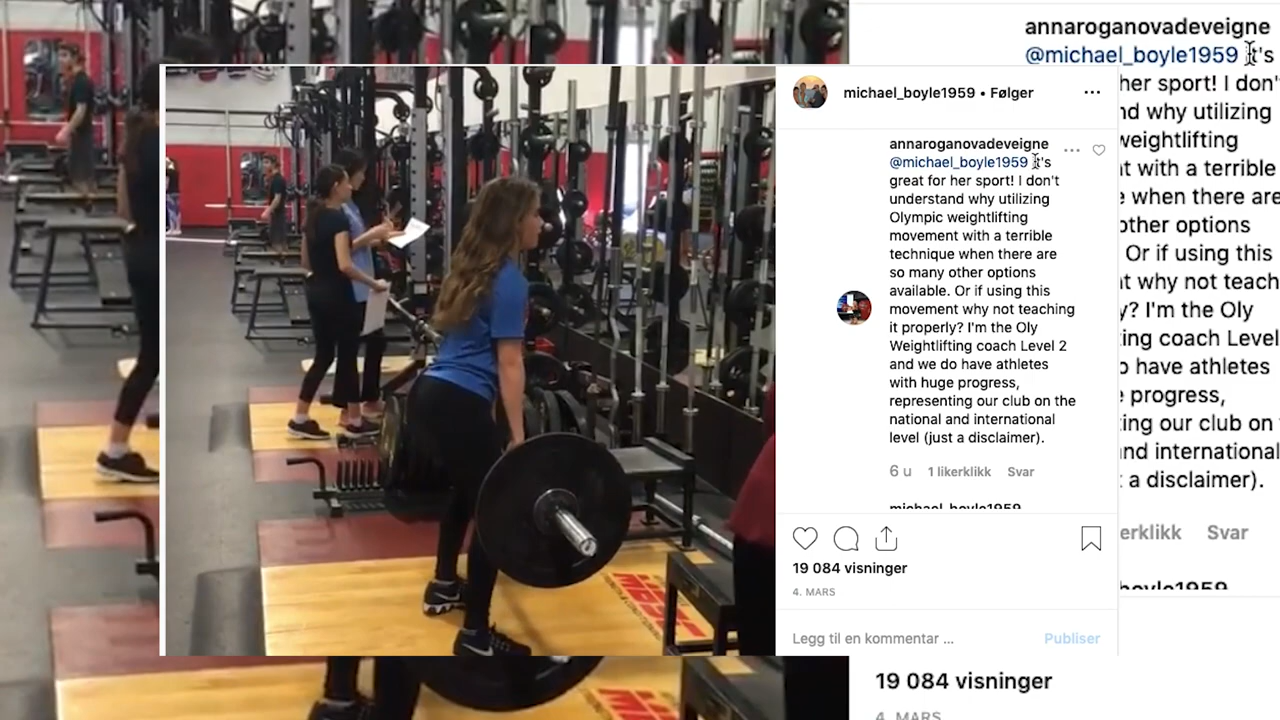 michael_boyle1959 • Følger
annaroganovadeveigne
@michael_boyle1959 It's
great for her sport! I don't
understand why utilizing
Olympic weightlifting
movement with a terrible
technique when there are
so many other options
available. Or if using this
movement why not teaching
it properly? I'm the Oly
Weightlifting coach Level 2
and we do have athletes
with huge progress,
representing our club on the
national and international
level (just a disclaimer).
6 u 1 likerklikk Svar
michael_boyle1959
19 084 visninger
4. MARS
Legg til en kommentar ...
Publiser
annaroganovadeveigne
@michael_boyle1959 It's
her sport! I don'
nd why utilizing
weightlifting
t with a terrible
when there are
other options
Or if using this
t why not teach
y? I'm the Oly
ing coach Level
have athletes
progress,
ting our club on
nd international
t a disclaimer).
erklikk Svar
boyle1959
19 084 visninger
4. MARS